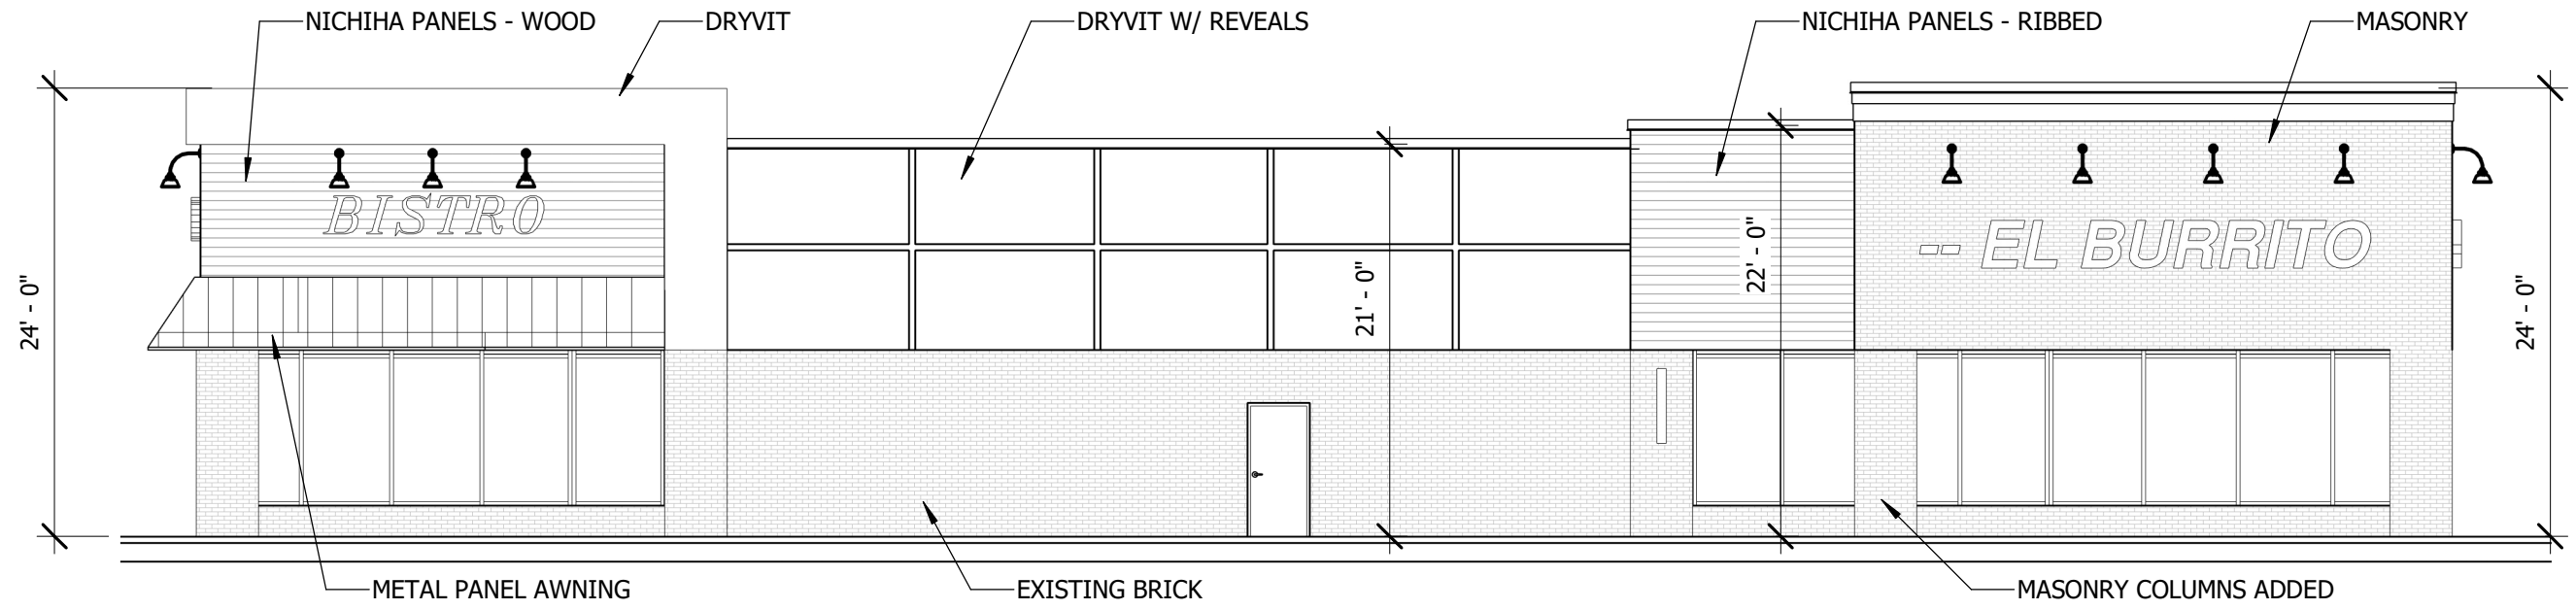 NICHIHA PANELS - WOOD
DRYVIT
DRYVIT W/ REVEALS
NICHIHA PANELS - RIBBED
MASONRY
BISTRO
-- EL BURRITO
24' - 0"
21' - 0"
22' - 0"
24' - 0"
METAL PANEL AWNING
EXISTING BRICK
MASONRY COLUMNS ADDED